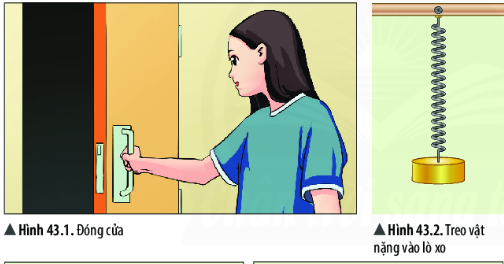 ▲ Hình 43.1. Đóng cửa
▲ Hình 43.2. Treo vật
nặng vào lò xo